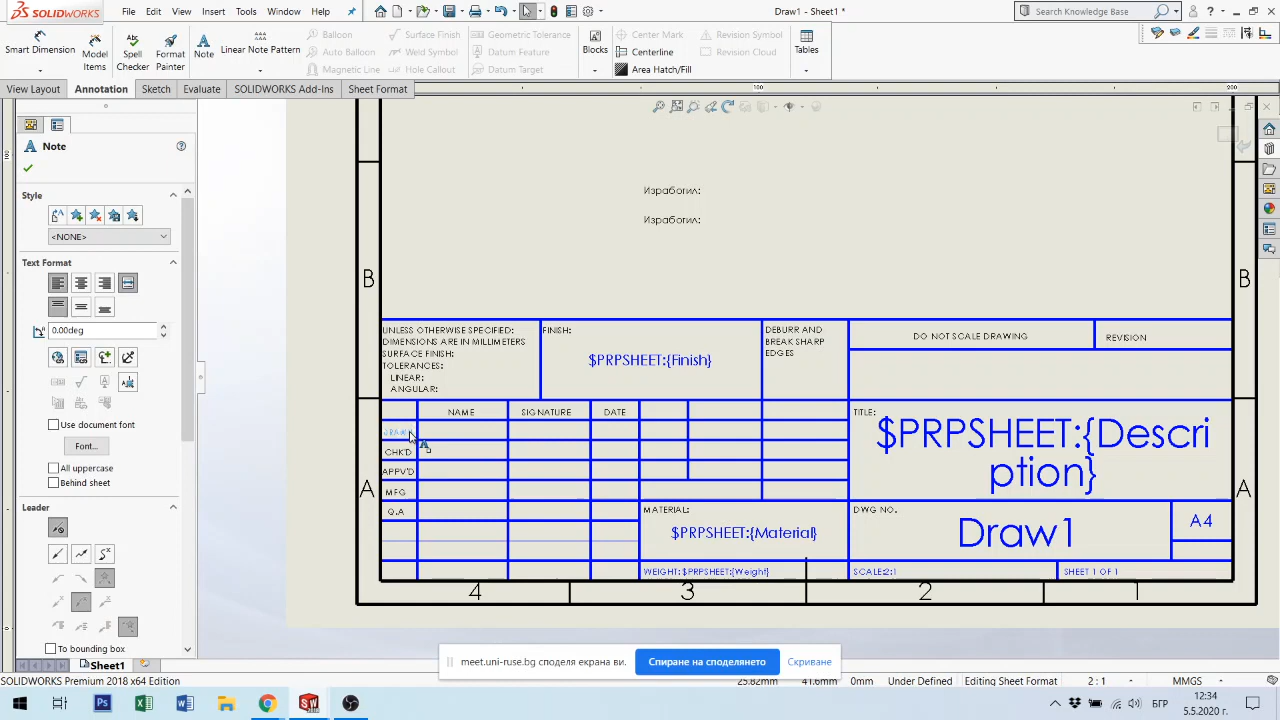 SOLIDWORKS
File Edit View Insert Tools Window Help
Draw1 - Sheet1 *
Search Knowledge Base
Smart Dimension
Model Items
Spell Checker
Format Painter
Note
Linear Note Pattern
Balloon
Auto Balloon
Magnetic Line
Surface Finish
Weld Symbol
Hole Callout
Geometric Tolerance
Datum Feature
Datum Target
Blocks
Center Mark
Centerline
Area Hatch/Fill
Revision Symbol
Revision Cloud
Tables
View Layout Annotation Sketch Evaluate SOLIDWORKS Add-Ins Sheet Format
100 200
100
Note
Style
<NONE>
Text Format
0.00deg
Use document font
Font...
All uppercase
Behind sheet
Leader
To bounding box
Изработил:
Изработил:
B B
UNLESS OTHERWISE SPECIFIED:
DIMENSIONS ARE IN MILLIMETERS
SURFACE FINISH:
TOLERANCES:
LINEAR:
ANGULAR:
FINISH:
$PRPSHEET:{Finish}
DEBURR AND
BREAK SHARP
EDGES
DO NOT SCALE DRAWING
REVISION
NAME SIGNATURE DATE
CHK'D
APPV'D
MFG
Q.A
TITLE:
$PRPSHEET:{Descri
ption}
A A
MATERIAL:
$PRPSHEET:{Material}
DWG NO.
Draw1
A4
WEIGHT: $PRPSHEET:{Weight}
SCALE:2:1
SHEET 1 OF 1
4 3 2 1
Sheet1
meet.uni-ruse.bg споделя екрана ви.
Спиране на споделянето
Скриване
SOLIDWORKS Premium 2018 x64 Edition
25.82mm 41.6mm 0mm Under Defined Editing Sheet Format 2 : 1 MMGS
БГР
12:34
5.5.2020 г.